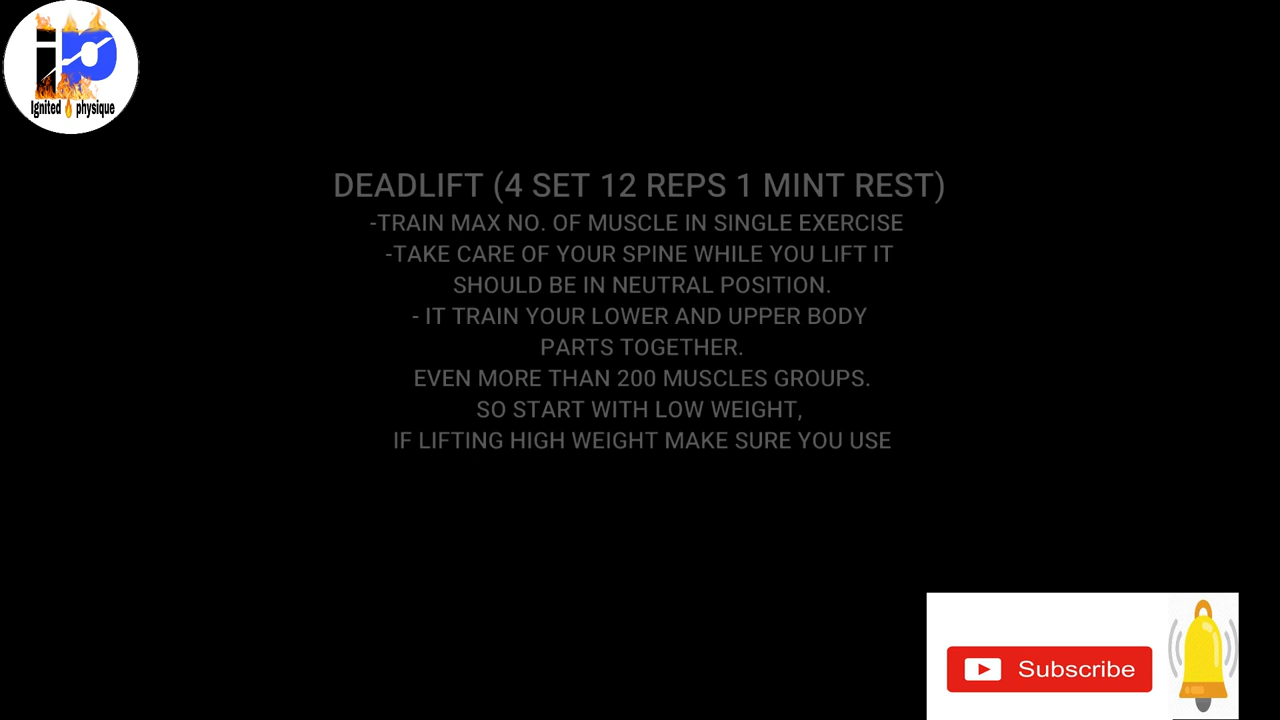 ip
Ignited physique
DEADLIFT (4 SET 12 REPS 1 MINT REST)
-TRAIN MAX NO. OF MUSCLE IN SINGLE EXERCISE
-TAKE CARE OF YOUR SPINE WHILE YOU LIFT IT
SHOULD BE IN NEUTRAL POSITION.
- IT TRAIN YOUR LOWER AND UPPER BODY
PARTS TOGETHER.
EVEN MORE THAN 200 MUSCLES GROUPS.
SO START WITH LOW WEIGHT,
IF LIFTING HIGH WEIGHT MAKE SURE YOU USE
Subscribe